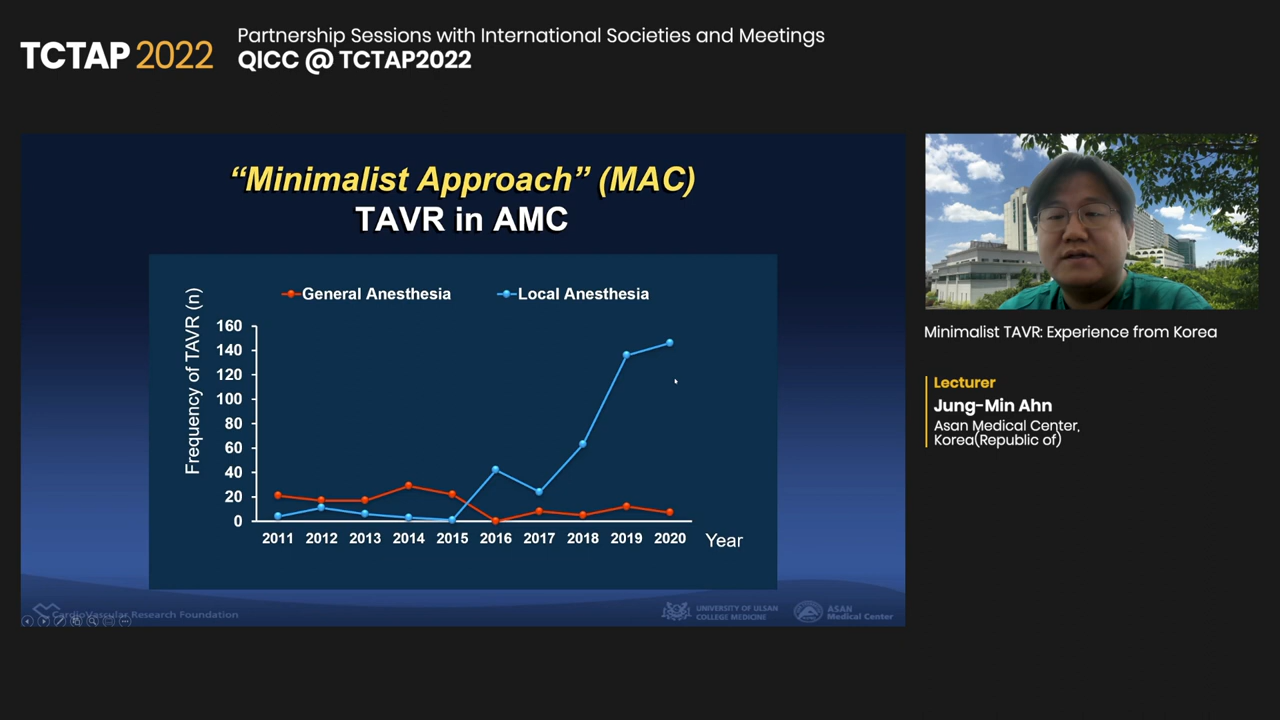 TCTAP 2022
Partnership Sessions with International Societies and Meetings
QICC @ TCTAP2022
“Minimalist Approach” (MAC)
TAVR in AMC
General Anesthesia
Local Anesthesia
Frequency of TAVR (n)
160
140
120
100
80
60
40
20
0
2011 2012 2013 2014 2015 2016 2017 2018 2019 2020
Year
CardioVascular Research Foundation
UNIVERSITY OF ULSAN
COLLEGE MEDICINE
ASAN
Medical Center
Minimalist TAVR: Experience from Korea
Lecturer
Jung-Min Ahn
Asan Medical Center,
Korea(Republic of)